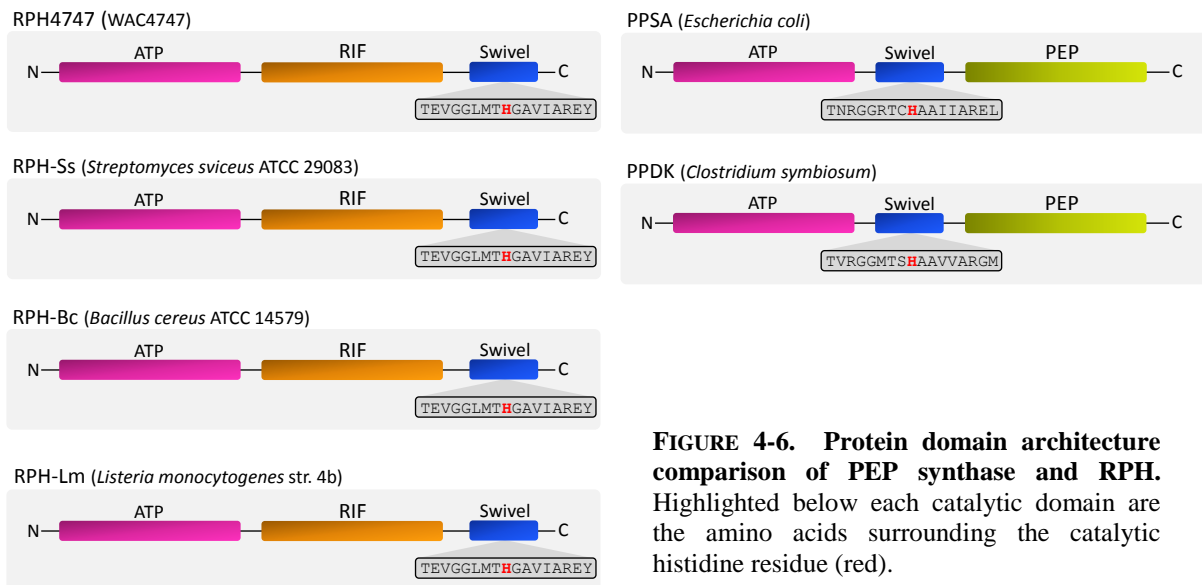 RPH4747 (WAC4747)
ATP RIF Swivel
N C
TEVGGLMTHGAVIAREY
RPH-Ss (Streptomyces sviceus ATCC 29083)
ATP RIF Swivel
N C
TEVGGLMTHGAVIAREY
RPH-Bc (Bacillus cereus ATCC 14579)
ATP RIF Swivel
N C
TEVGGLMTHGAVIAREY
RPH-Lm (Listeria monocytogenes str. 4b)
ATP RIF Swivel
N C
TEVGGLMTHGAVIAREY
PPSA (Escherichia coli)
ATP Swivel PEP
N C
TNRGGRTCHAAIIAREL
PPDK (Clostridium symbiosum)
ATP Swivel PEP
N C
TVRGGMTSHAAVVARGM
FIGURE 4-6. Protein domain architecture
comparison of PEP synthase and RPH.
Highlighted below each catalytic domain are
the amino acids surrounding the catalytic
histidine residue (red).